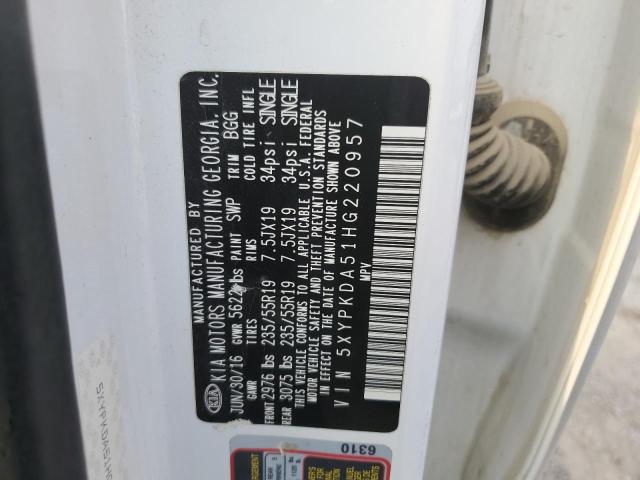 MANUFACTURED BY
KIA KIA MOTORS MANUFACTURING GEORGIA, INC.
JUN/30/16 GVWR 5622 lbs PAINT SWP TRIM BGG
GAWR TIRES RIMS COLD TIRE INFL
FRONT 2976 lbs 235/55R19 7.5JX19 34psi SINGLE
REAR 3075 lbs 235/55R19 7.5JX19 34psi SINGLE
THIS VEHICLE CONFORMS TO ALL APPLICABLE U.S.A. FEDERAL
MOTOR VEHICLE SAFETY AND THEFT PREVENTION STANDARDS
IN EFFECT ON THE DATE OF MANUFACTURE SHOWN ABOVE
VIN 5XYPKDA51HG220957
MPV
6310